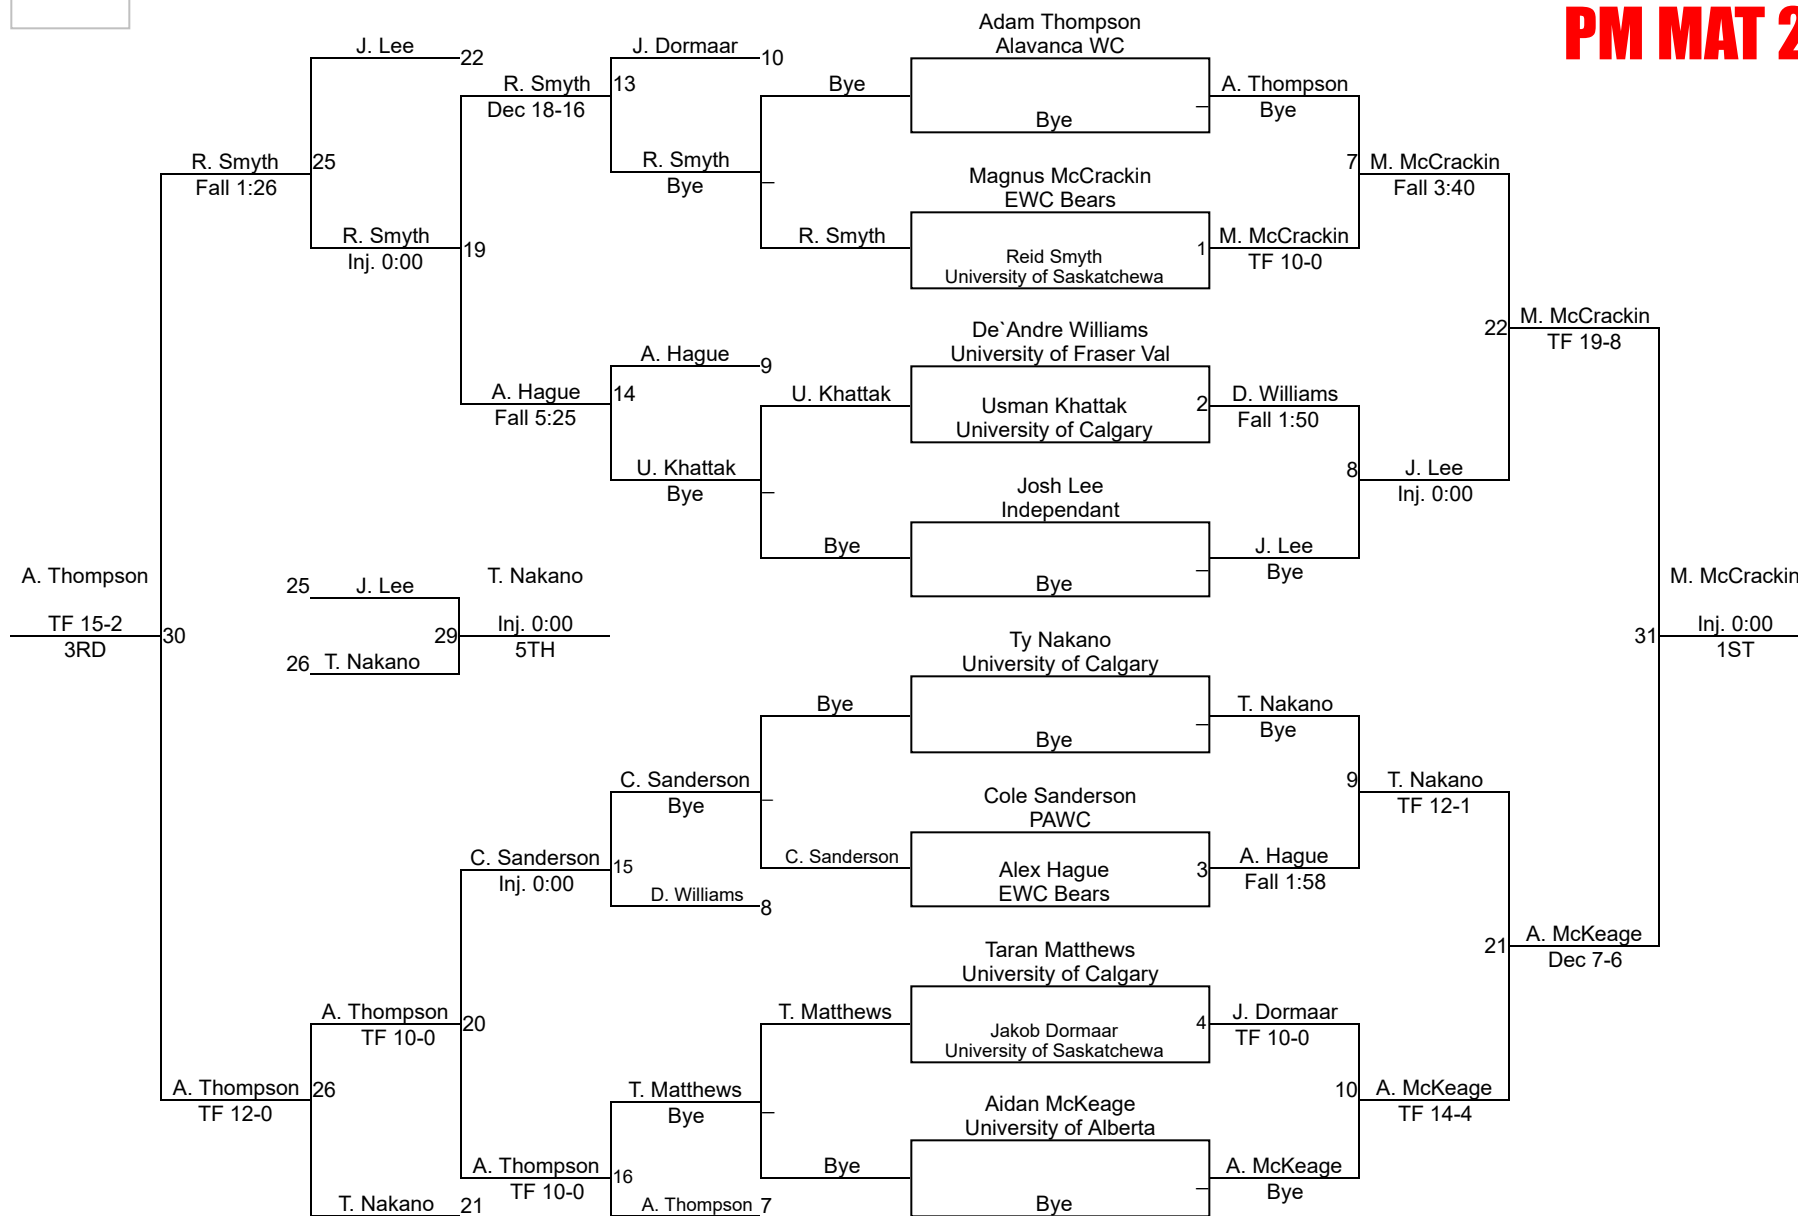 PM MAT 2
J. Lee
22
R. Smyth
Dec 18-16
J. Dormaar
10
13
R. Smyth
Bye
Bye
R. Smyth
R. Smyth
Fall 1:26
25
R. Smyth
Inj. 0:00
19
A. Hague
9
A. Hague
Fall 5:25
14
U. Khattak
Bye
U. Khattak
Bye
Adam Thompson
Alavanca WC
Bye
A. Thompson
Bye
Magnus McCrackin
EWC Bears
Reid Smyth
University of Saskatchewa
1
M. McCrackin
TF 10-0
7
M. McCrackin
Fall 3:40
De`Andre Williams
University of Fraser Val
Usman Khattak
University of Calgary
2
D. Williams
Fall 1:50
Josh Lee
Independant
Bye
J. Lee
Bye
8
J. Lee
Inj. 0:00
22
M. McCrackin
TF 19-8
A. Thompson
TF 15-2
3RD
30
25
J. Lee
26
T. Nakano
29
T. Nakano
Inj. 0:00
5TH
M. McCrackin
31
Inj. 0:00
1ST
Ty Nakano
University of Calgary
Bye
Bye
T. Nakano
Bye
C. Sanderson
Bye
Cole Sanderson
PAWC
C. Sanderson
Alex Hague
EWC Bears
3
A. Hague
Fall 1:58
9
T. Nakano
TF 12-1
C. Sanderson
Inj. 0:00
15
D. Williams
8
21
A. McKeage
Dec 7-6
Taran Matthews
University of Calgary
T. Matthews
Jakob Dormaar
University of Saskatchewa
4
J. Dormaar
TF 10-0
A. Thompson
TF 10-0
20
A. Thompson
TF 12-0
26
T. Matthews
Bye
Aidan McKeage
University of Alberta
10
A. McKeage
TF 14-4
A. Thompson
TF 10-0
16
Bye
Bye
A. McKeage
Bye
T. Nakano
21
A. Thompson
7